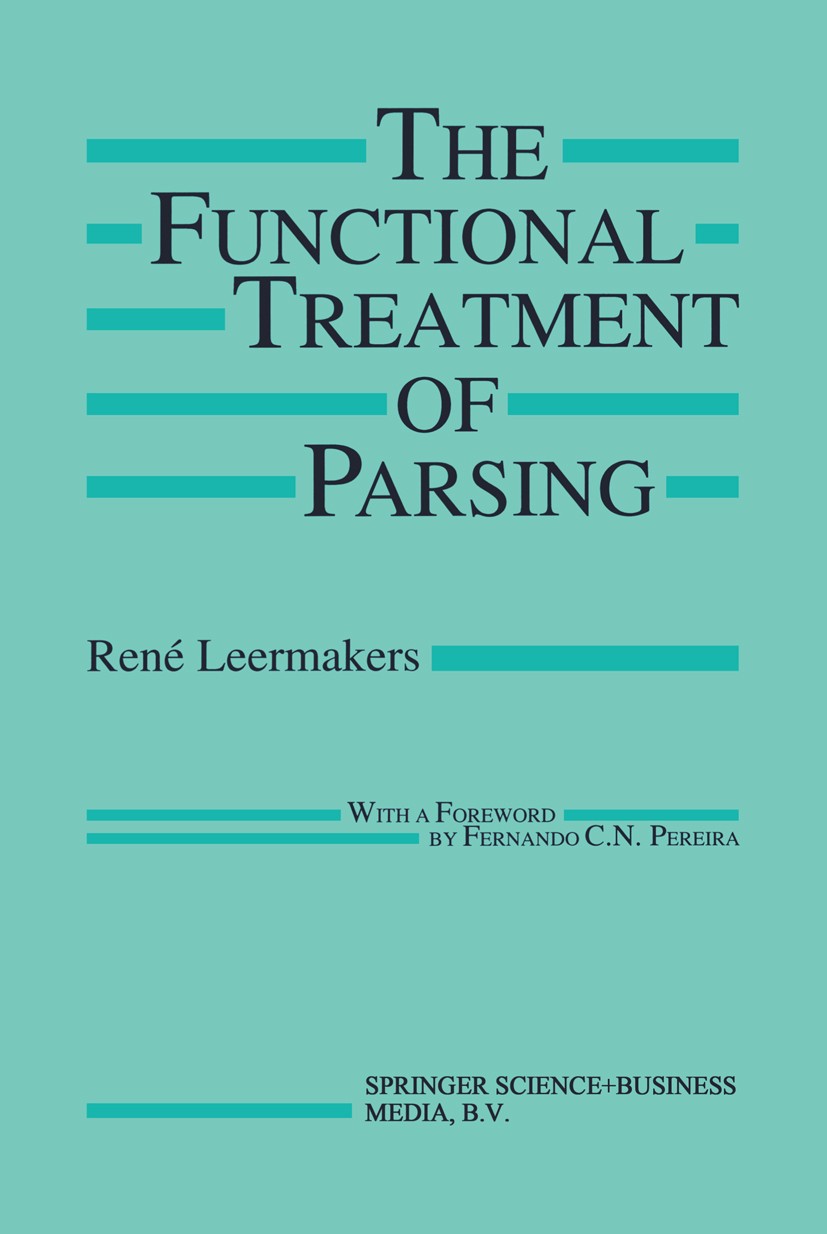 THE
FUNCTIONAL
TREATMENT
OF
PARSING
René Leermakers
WITH A FOREWORD
BY FERNANDO C.N. PEREIRA
SPRINGER SCIENCE+BUSINESS
MEDIA, B.V.